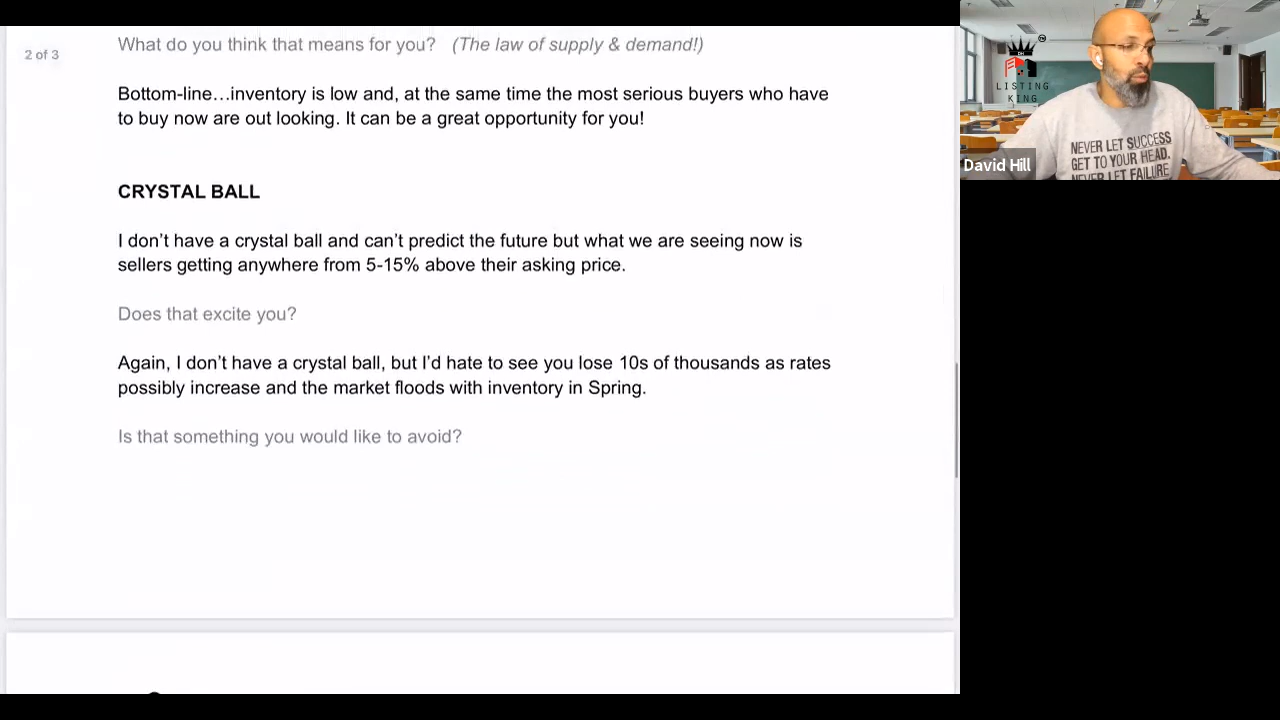 2 of 3
What do you think that means for you? (The law of supply & demand!)
Bottom-line…inventory is low and, at the same time the most serious buyers who have
to buy now are out looking. It can be a great opportunity for you!
CRYSTAL BALL
I don’t have a crystal ball and can’t predict the future but what we are seeing now is
sellers getting anywhere from 5-15% above their asking price.
Does that excite you?
Again, I don’t have a crystal ball, but I’d hate to see you lose 10s of thousands as rates
possibly increase and the market floods with inventory in Spring.
Is that something you would like to avoid?
LISTING
KING
NEVER LET SUCCESS
GET TO YOUR HEAD.
NEVER LET FAILURE
David Hill